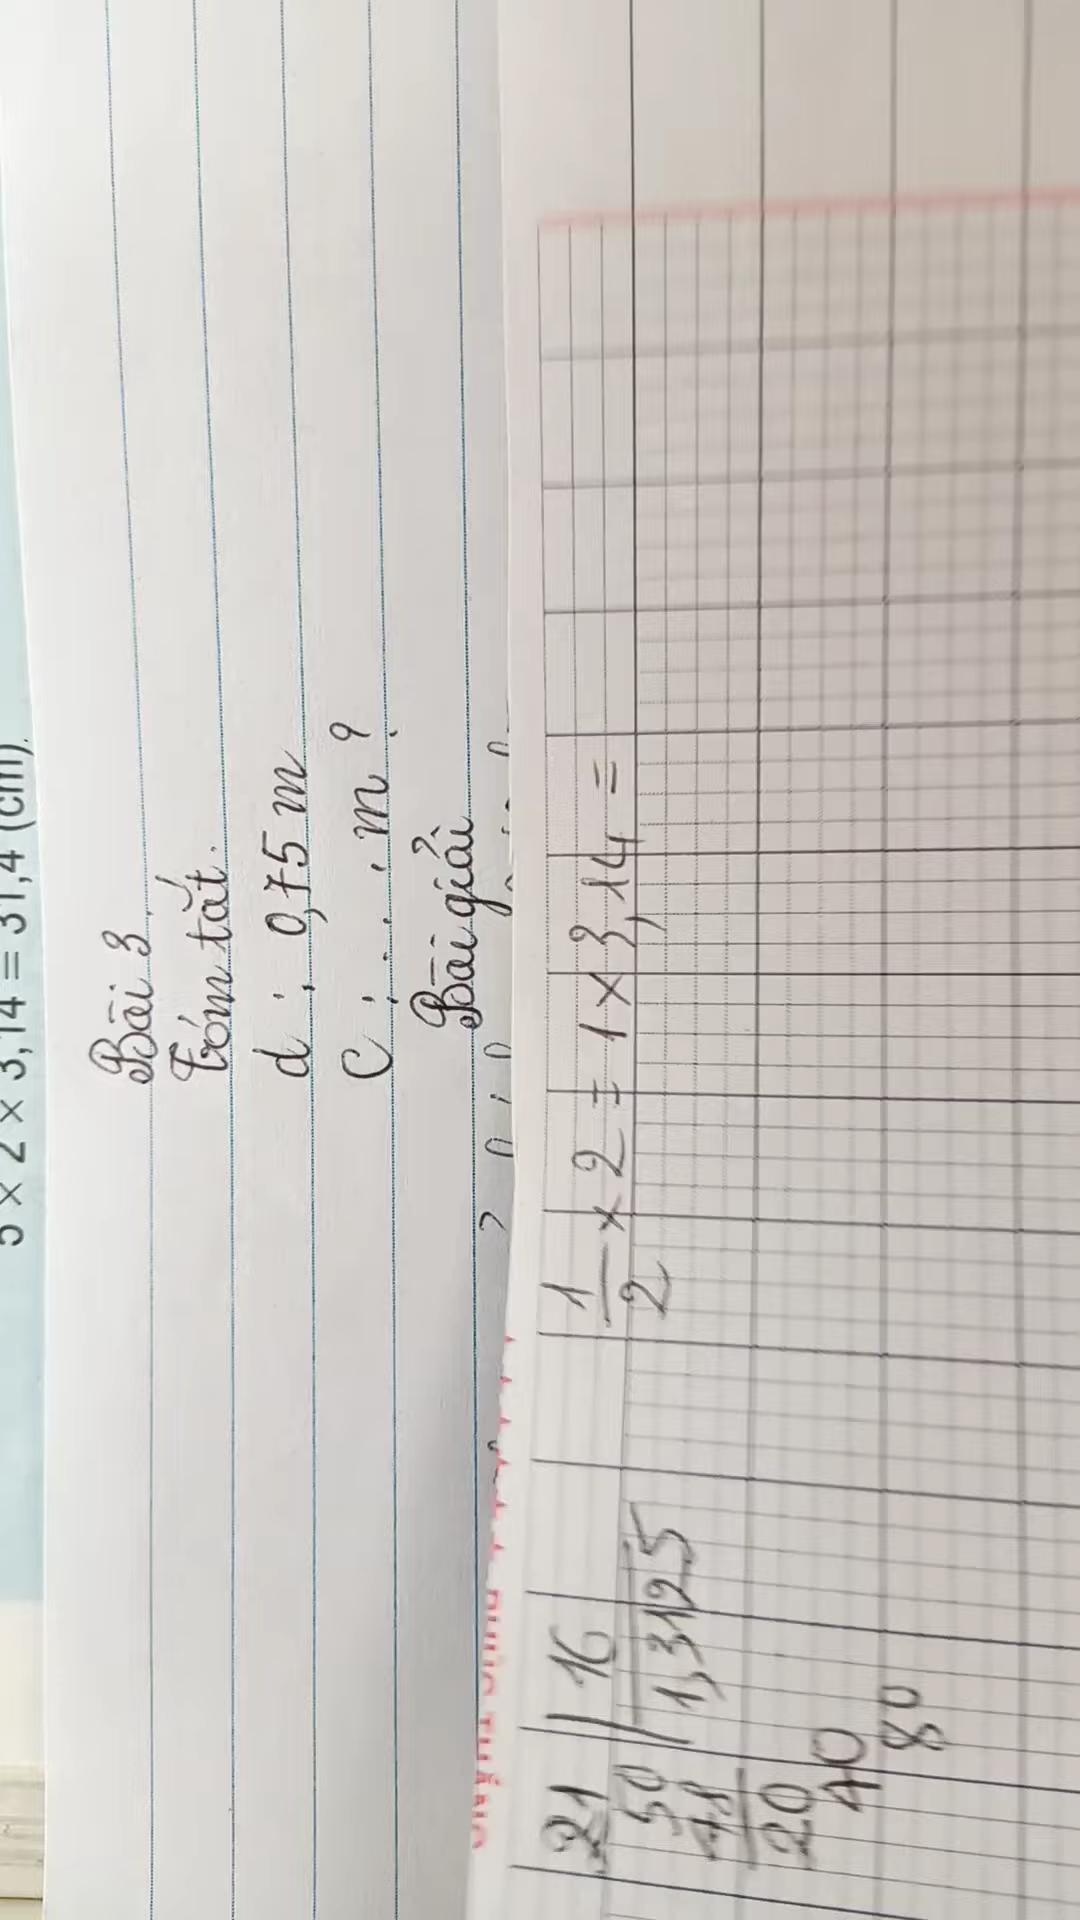 5 × 2 × 3,14 = 31,4 (cm).
Bài 3.
Tóm tắt.
d : 0,75 m
C : . . . m ?
Bài giải
1
— × 2 = 1 × 3,14 =
2
21 | 16
50 | 1,3125
48
20
40
80